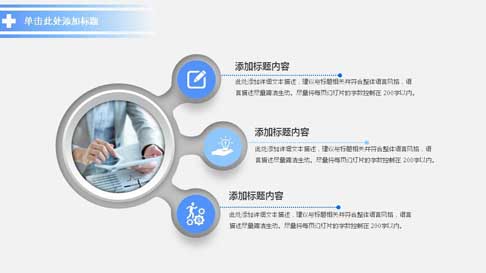 单击此处添加标题
添加标题内容
此处添加详细文本描述，建议与标题相关并符合整体语言风格，语
言描述尽量简洁生动。尽量将每页幻灯片的字数控制在 200字以内。
添加标题内容
此处添加详细文本描述，建议与标题相关并符合整体语言风格，语
言描述尽量简洁生动。尽量将每页幻灯片的字数控制在 200字以内。
添加标题内容
此处添加详细文本描述，建议与标题相关并符合整体语言风格，语言
描述尽量简洁生动。尽量将每页幻灯片的字数控制在 200字以内。